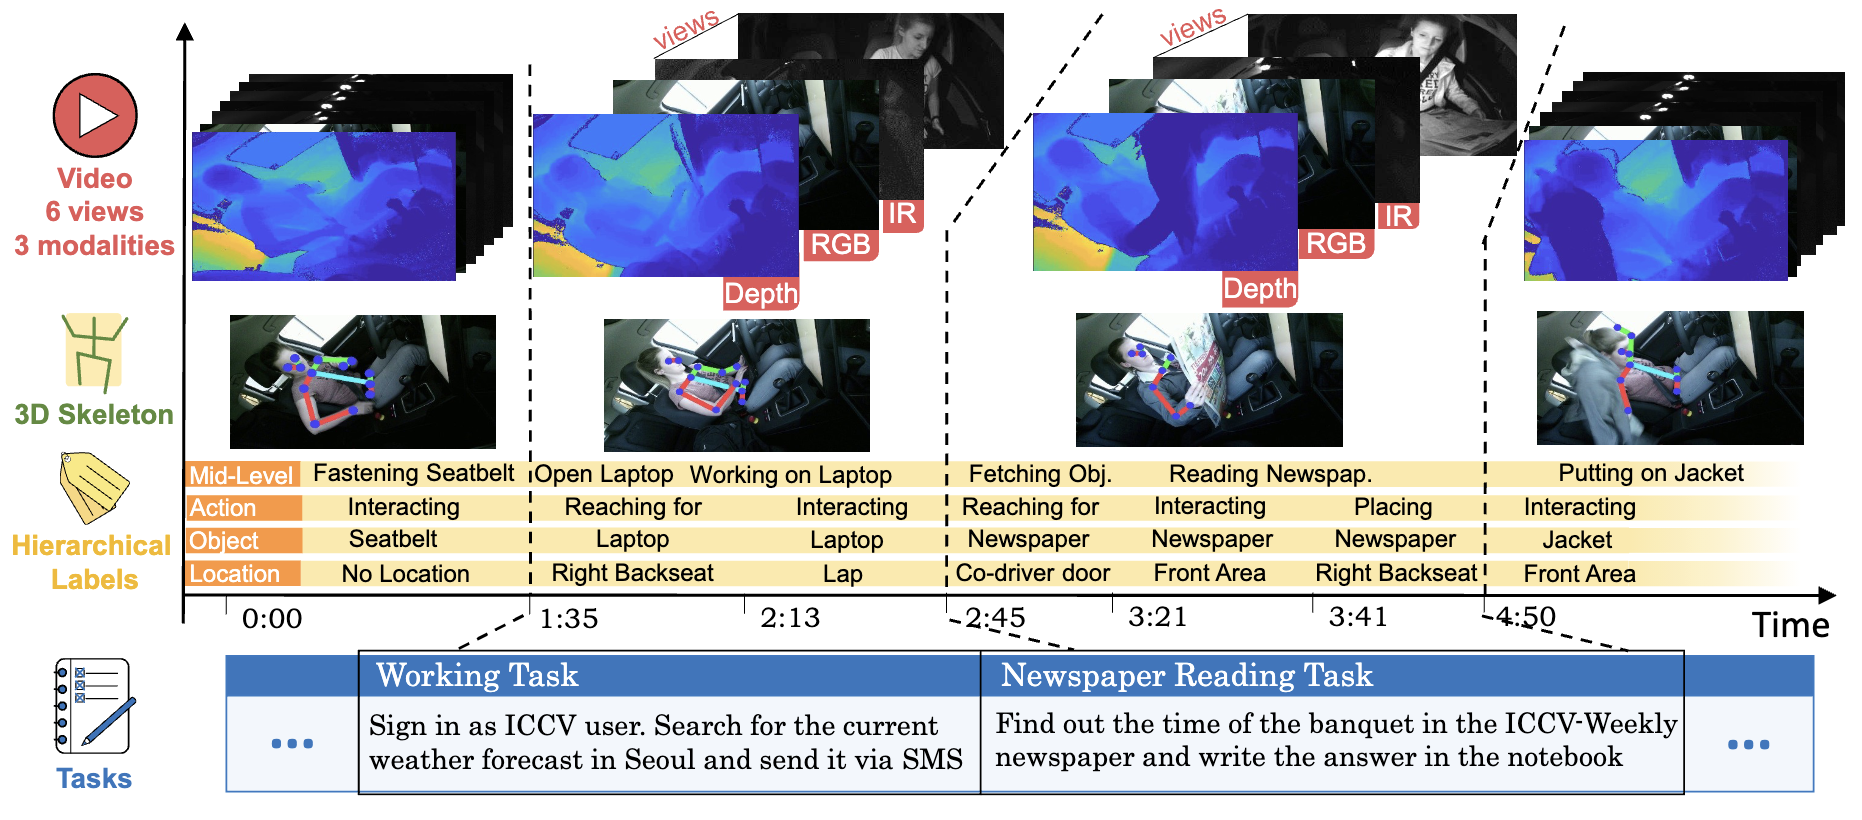 Video
6 views
3 modalities
views
IR
RGB
Depth
views
IR
RGB
Depth
3D Skeleton
Hierarchical
Labels
Mid-Level Fastening Seatbelt Open Laptop Working on Laptop Fetching Obj. Reading Newspap. Putting on Jacket
Action Interacting Reaching for Interacting Reaching for Interacting Placing Interacting
Object Seatbelt Laptop Laptop Newspaper Newspaper Newspaper Jacket
Location No Location Right Backseat Lap Co-driver door Front Area Right Backseat Front Area
0:00 1:35 2:13 2:45 3:21 3:41 4:50
Time
Tasks
Working Task
Sign in as ICCV user. Search for the current
weather forecast in Seoul and send it via SMS
Newspaper Reading Task
Find out the time of the banquet in the ICCV-Weekly
newspaper and write the answer in the notebook